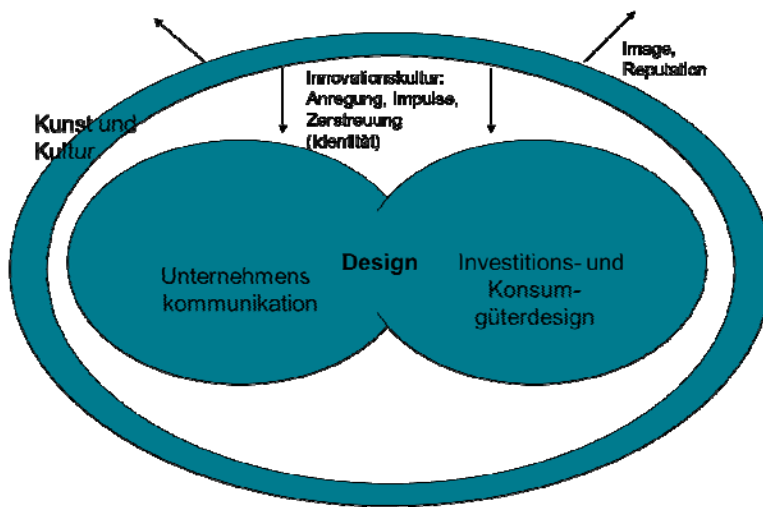 Image,
Reputation
Innovationskultur:
Anregung, Impulse,
Zerstreuung
(Identität)
Kunst und
Kultur
Unternehmens
kommunikation
Design
Investitions- und
Konsum-
güterdesign